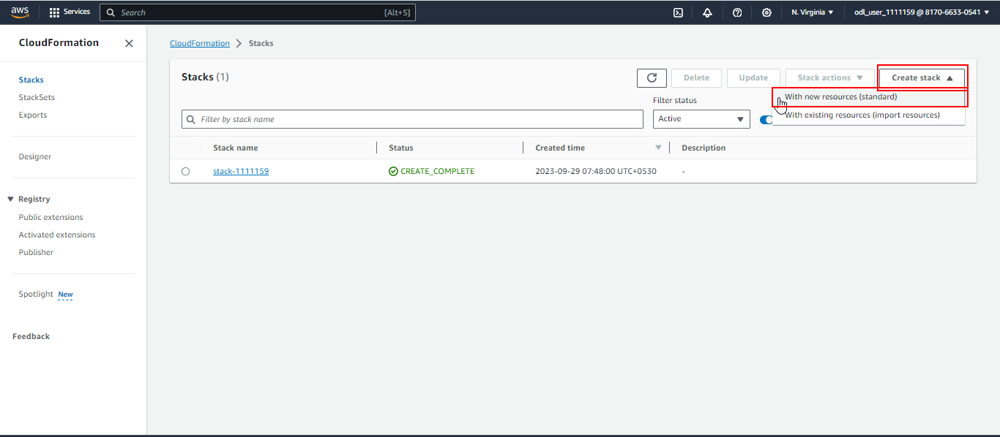 aws
Services
Search
[Alt+S]
N. Virginia
odl_user_1111159 @ 8170-6633-0541
CloudFormation
Stacks
StackSets
Exports
Designer
Registry
Public extensions
Activated extensions
Publisher
Spotlight New
Feedback
CloudFormation Stacks
Stacks (1)
Delete
Update
Stack actions
Create stack
With new resources (standard)
With existing resources (import resources)
Filter by stack name
Filter status
Active
Stack name Status Created time Description
stack-1111159 CREATE_COMPLETE 2023-09-29 07:48:00 UTC+0530 -